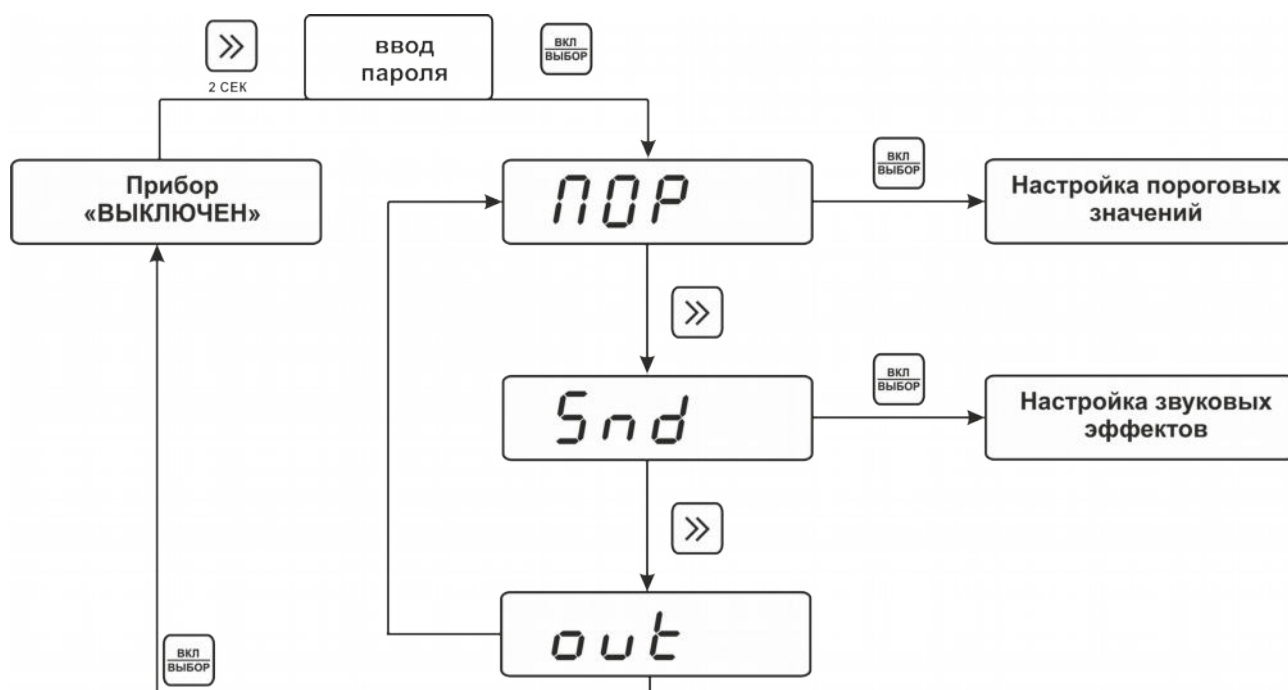 »
2 СЕК
ввод
пароля
ВКЛ
ВЫБОР
Прибор
«ВЫКЛЮЧЕН»
ПОР
ВКЛ
ВЫБОР
Настройка пороговых
значений
»
Snd
ВКЛ
ВЫБОР
Настройка звуковых
эффектов
»
out
ВКЛ
ВЫБОР